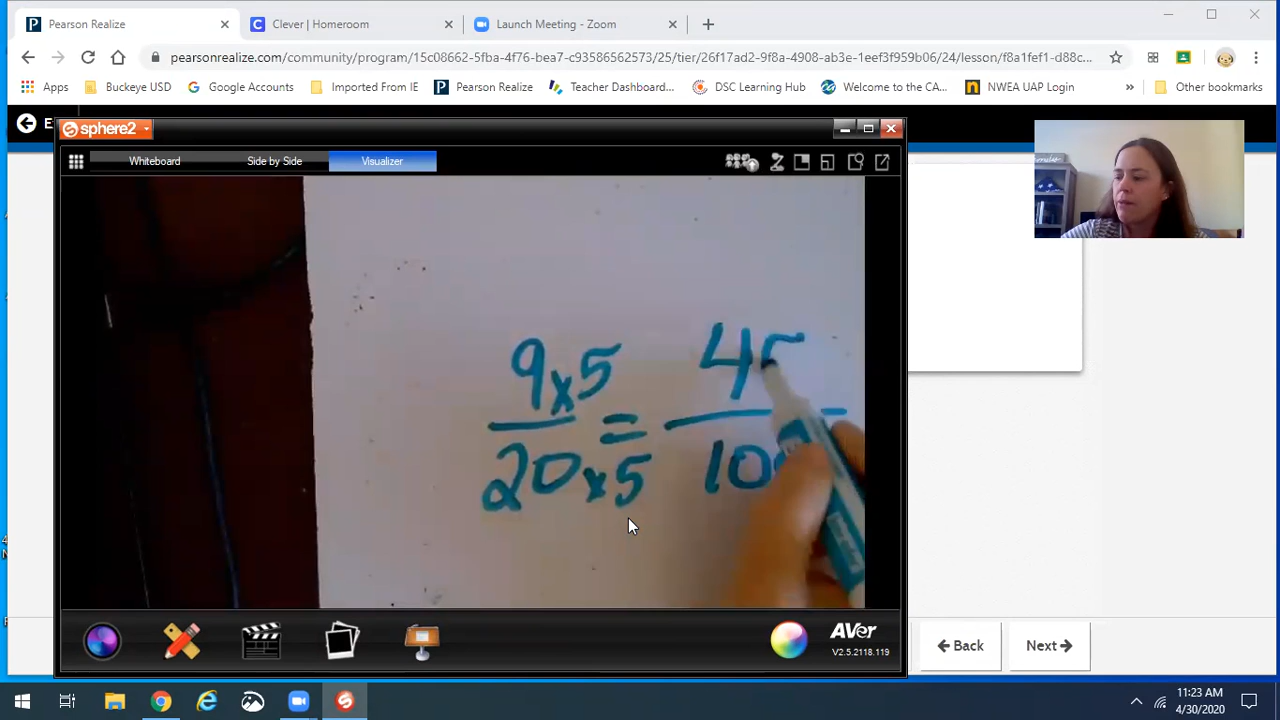 Pearson Realize
Clever | Homeroom
Launch Meeting - Zoom
pearsonrealize.com/community/program/15c08662-5fba-4f76-bea7-c93586562573/25/tier/26f17ad2-9f8a-4908-ab3e-1eef3f959b06/24/lesson/f8a1fef1-d88c...
Apps Buckeye USD Google Accounts Imported From IE Pearson Realize Teacher Dashboar... DSC Learning Hub Welcome to the CA... NWEA UAP Login » Other bookmarks
E
sphere2
Whiteboard Side by Side Visualizer
9x5 45
=
20x5 100
AVer
V2.5.2118.119
Back Next
11:23 AM
4/30/2020